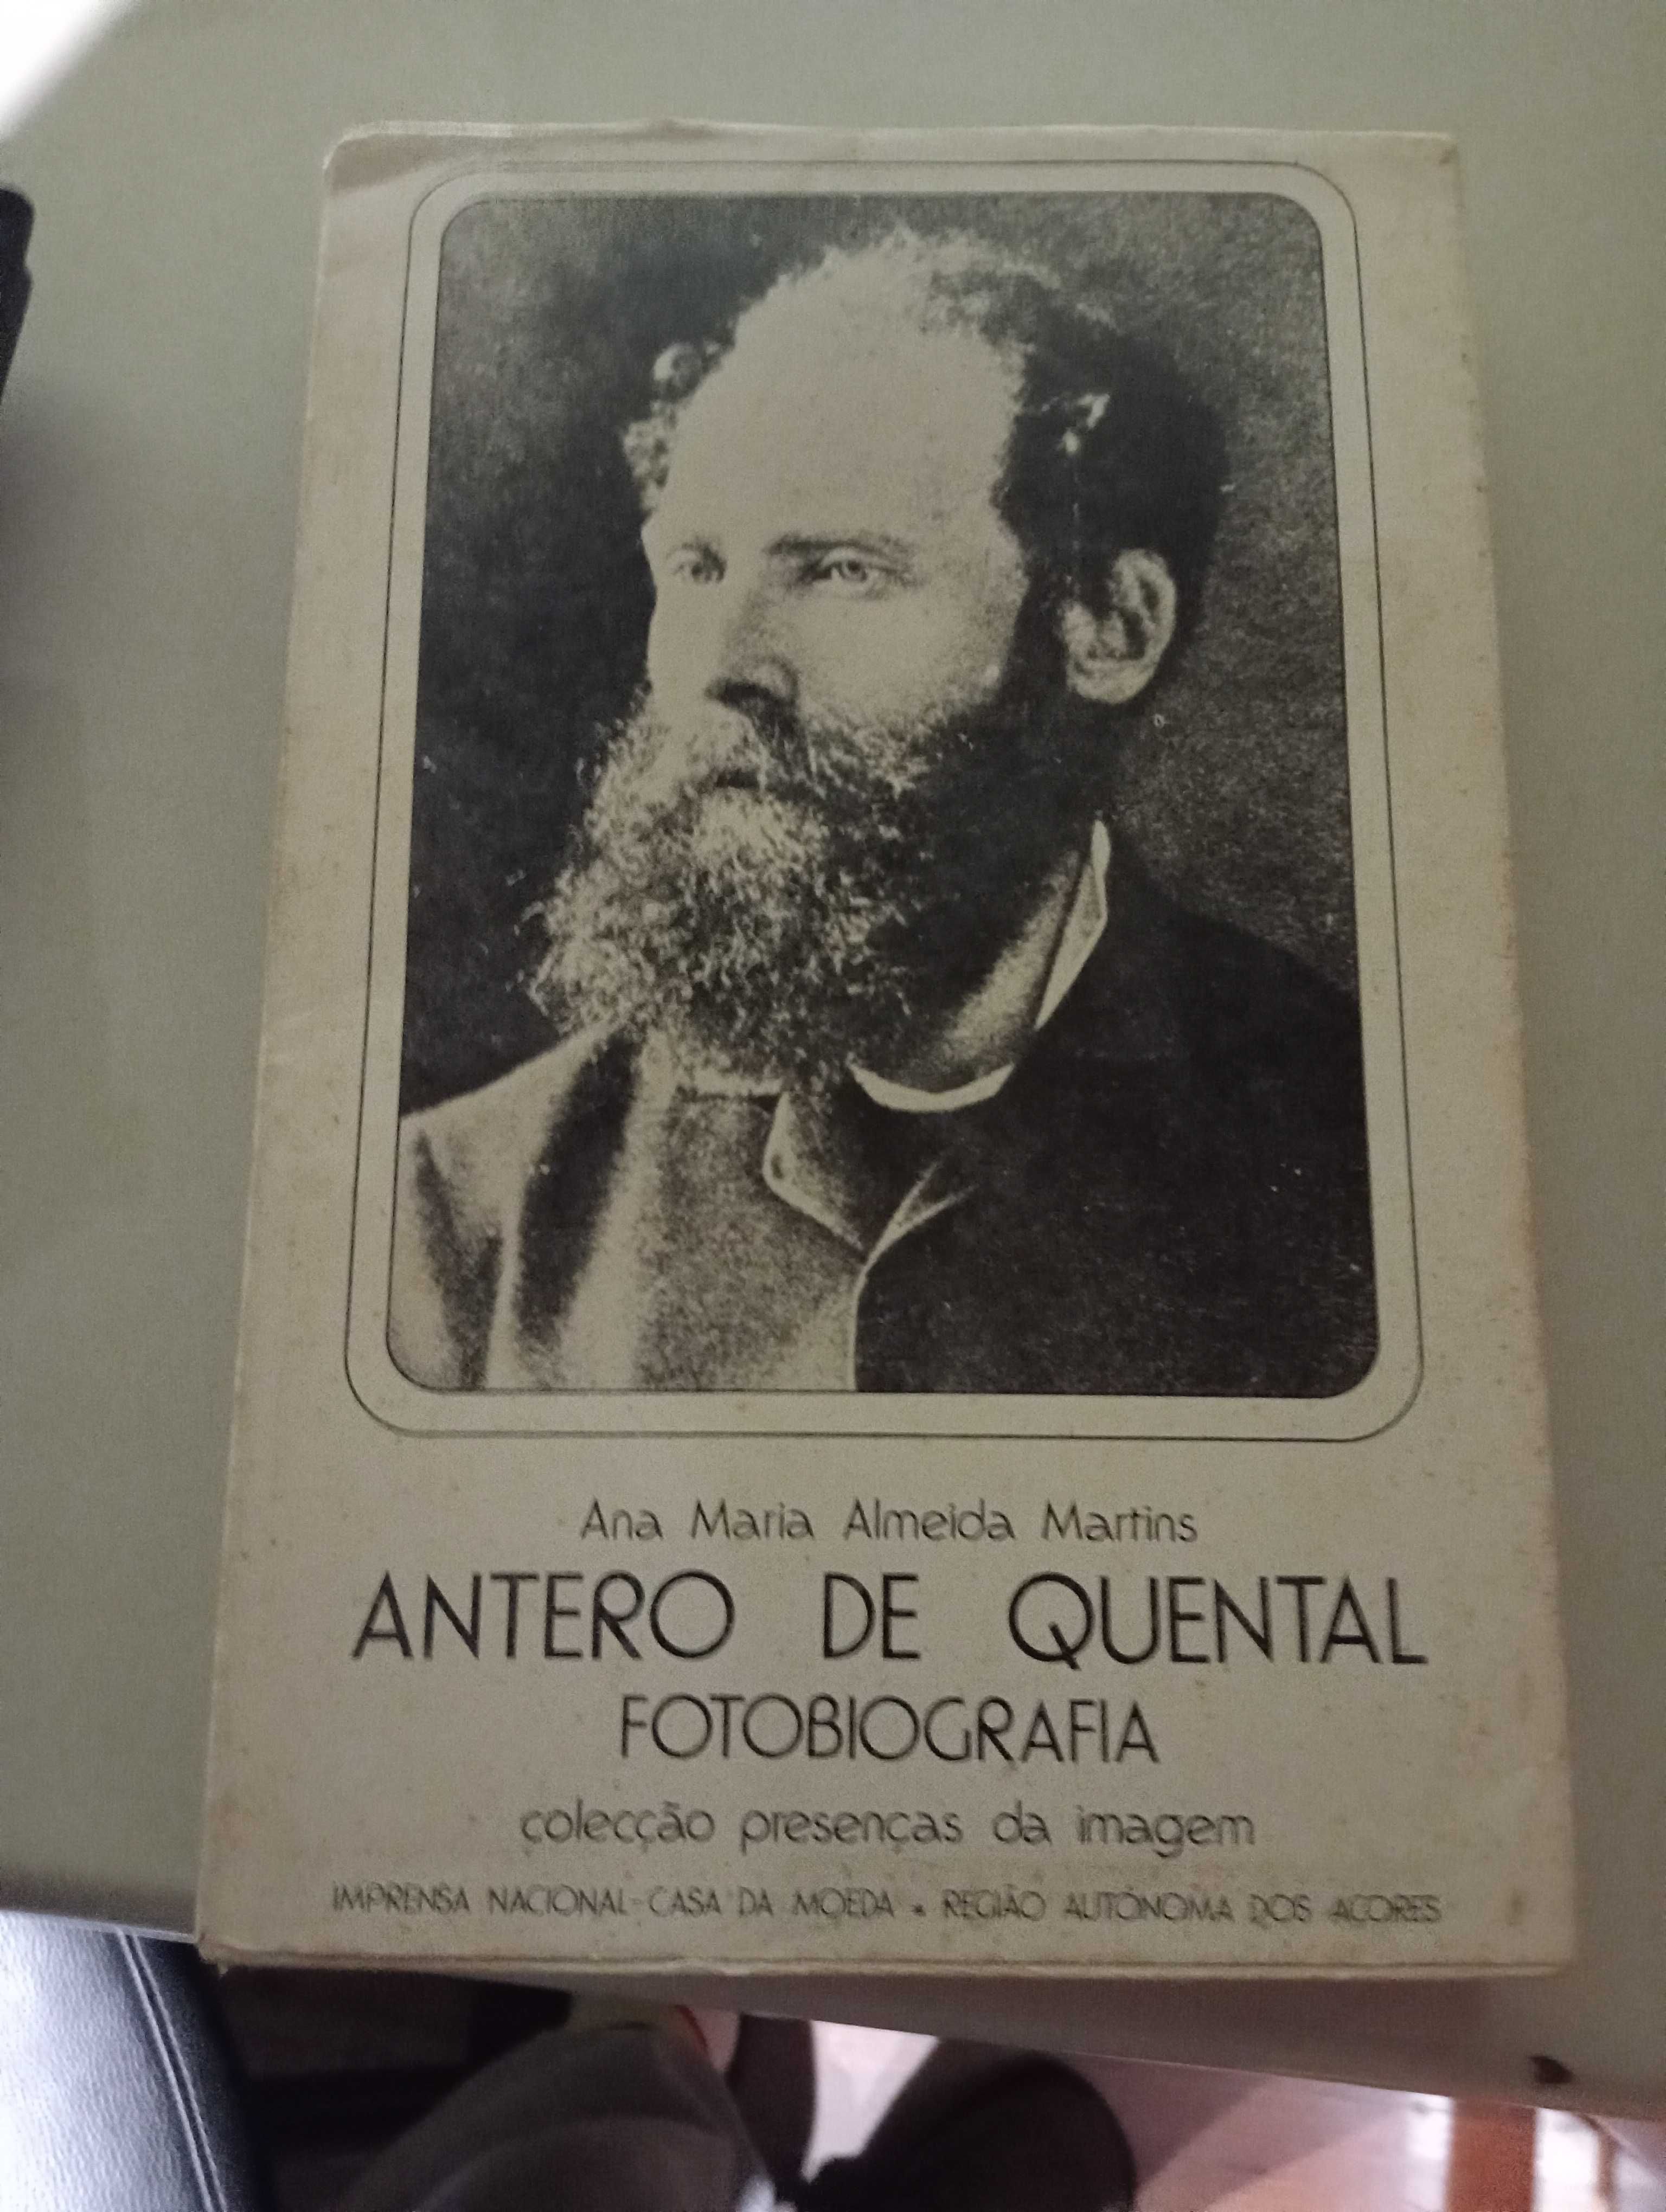 Ana Maria Almeida Martins
ANTERO DE QUENTAL
FOTOBIOGRAFIA
colecção presenças da imagem
IMPRENSA NACIONAL-CASA DA MOEDA • REGIÃO AUTÓNOMA DOS AÇORES